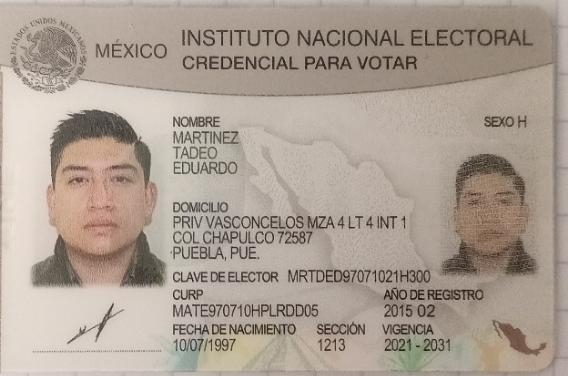 ESTADOS UNIDOS MEXICANOS
MÉXICO
INSTITUTO NACIONAL ELECTORAL
CREDENCIAL PARA VOTAR
NOMBRE
SEXO H
MARTINEZ
TADEO
EDUARDO
DOMICILIO
PRIV VASCONCELOS MZA 4 LT 4 INT 1
COL CHAPULCO 72587
PUEBLA, PUE.
CLAVE DE ELECTOR MRTDED97071021H300
CURP
AÑO DE REGISTRO
MATE970710HPLRDD05
2015 02
FECHA DE NACIMIENTO SECCIÓN VIGENCIA
10/07/1997 1213 2021 - 2031